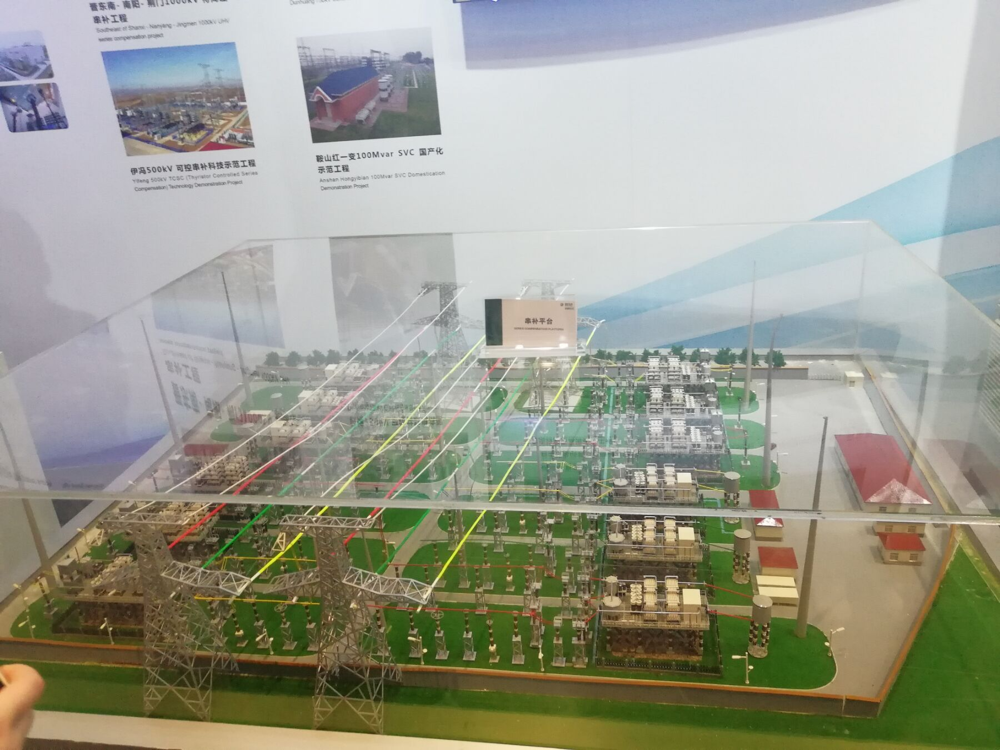 晋东南- 南阳- 荆门1000kV 特高压
串补工程
Southeast of Shanxi - Nanyang - Jingmen 1000kV UHV
series compensation project
伊冯500kV 可控串补科技示范工程
Yifeng 500kV TCSC (Thyristor Controlled Series
Compensation) Technology Demonstration Project
鞍山红一变100Mvar SVC 国产化
示范工程
Anshan Hongyibian 100Mvar SVC Domestication
Demonstration Project
串补平台
SERIES COMPENSATION PLATFORM